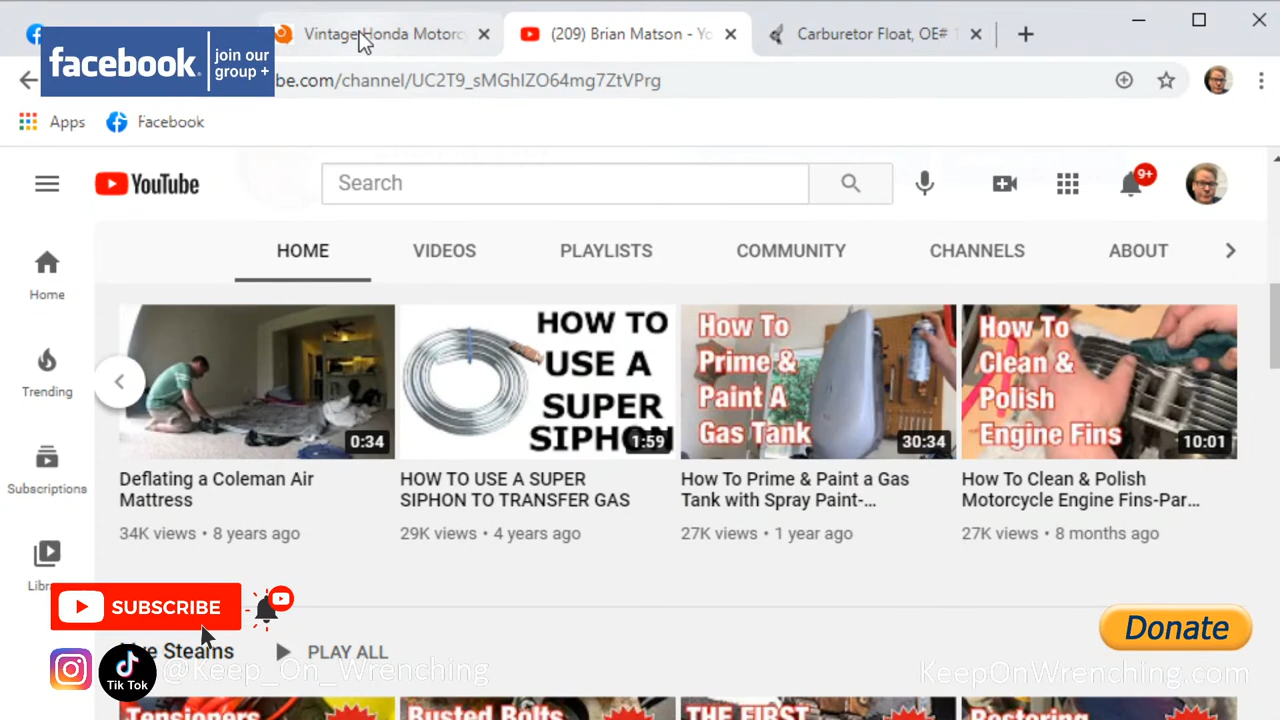 Vintage Honda Motorc
(209) Brian Matson - Yo
Carburetor Float, OE#
facebook
join our
group +
be.com/channel/UC2T9_sMGhIZO64mg7ZtVPrg
Apps
Facebook
YouTube
Search
9+
HOME
VIDEOS
PLAYLISTS
COMMUNITY
CHANNELS
ABOUT
Home
Trending
Subscriptions
Libr
HOW TO
USE A
SUPER
SIPHON
How To
Prime &
Paint A
Gas Tank
How To
Clean &
Polish
Engine Fins
0:34
1:59
30:34
10:01
Deflating a Coleman Air
Mattress
34K views • 8 years ago
HOW TO USE A SUPER
SIPHON TO TRANSFER GAS
29K views • 4 years ago
How To Prime & Paint a Gas
Tank with Spray Paint-...
27K views • 1 year ago
How To Clean & Polish
Motorcycle Engine Fins-Par...
27K views • 8 months ago
SUBSCRIBE
Donate
Steams
PLAY ALL
Tik Tok
@Keep_On_Wrenching
KeepOnWrenching.com
Tensioners
Busted Bolts
THE FIRST
Restoring